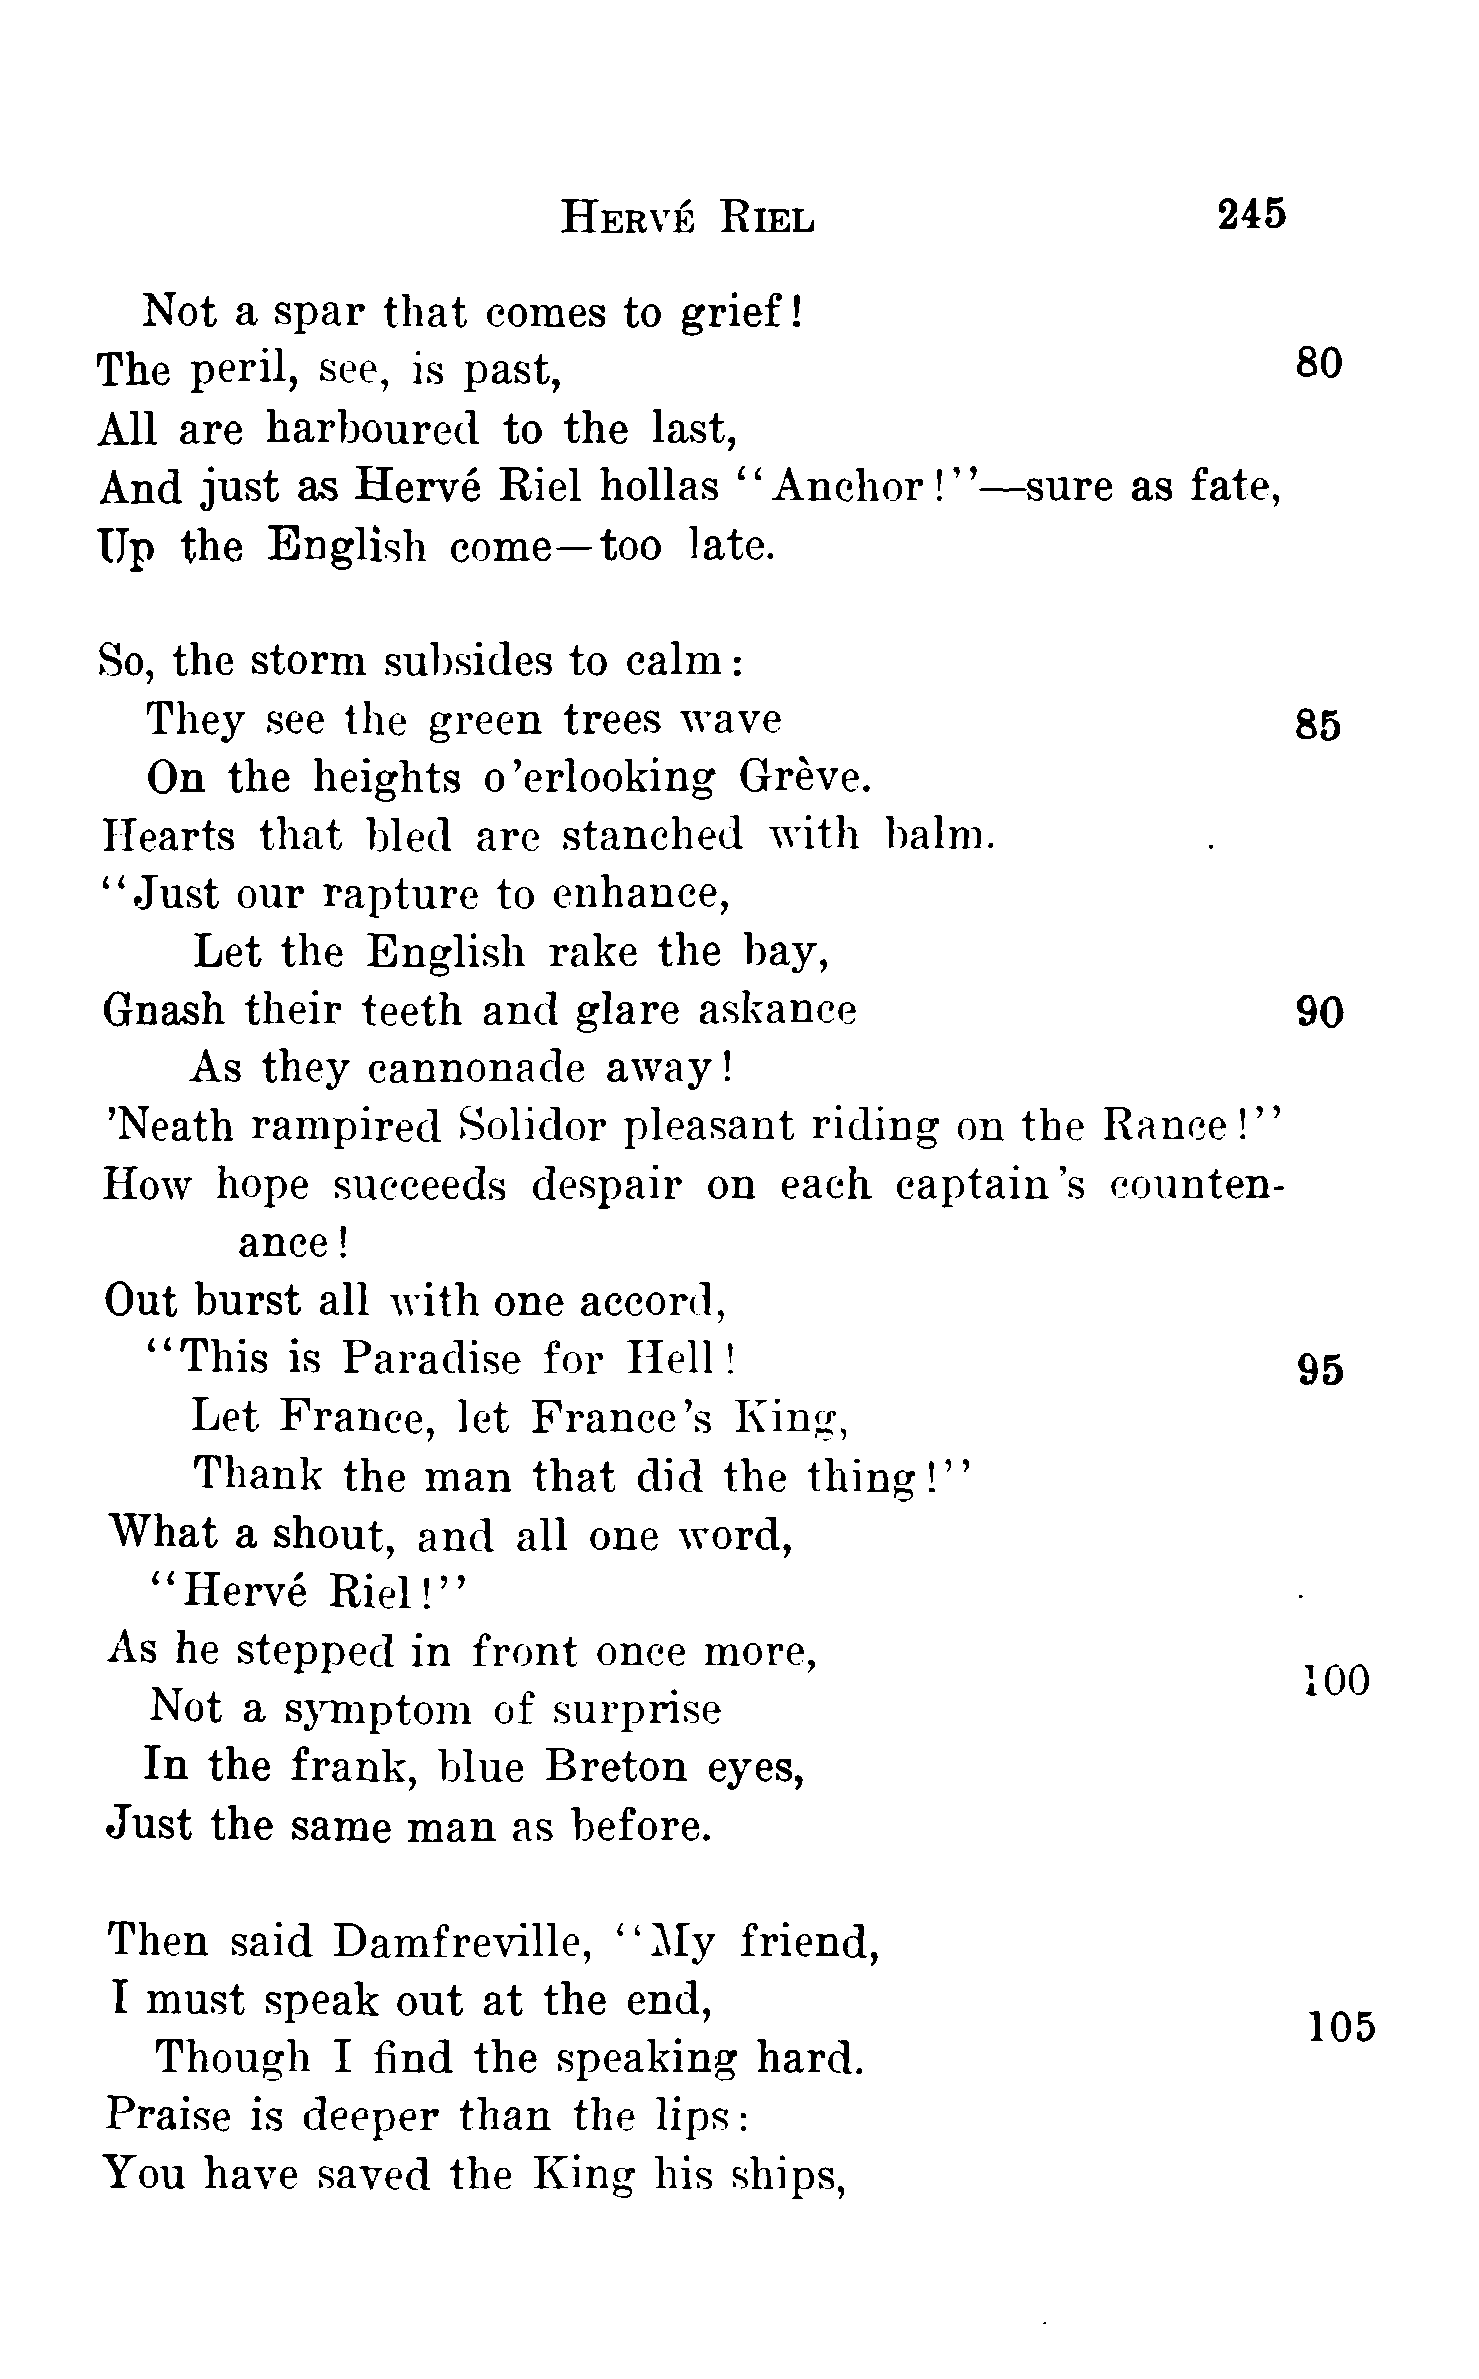 HERVÉ RIEL 245
Not a spar that comes to grief!
The peril, see, is past, 80
All are harboured to the last,
And just as Hervé Riel hollas "Anchor!"—sure as fate,
Up the English come—too late.
So, the storm subsides to calm:
They see the green trees wave 85
On the heights o'erlooking Grève.
Hearts that bled are stanched with balm.
"Just our rapture to enhance,
Let the English rake the bay,
Gnash their teeth and glare askance 90
As they cannonade away!
'Neath rampired Solidor pleasant riding on the Rance!"
How hope succeeds despair on each captain's counten-
ance!
Out burst all with one accord,
"This is Paradise for Hell! 95
Let France, let France's King,
Thank the man that did the thing!"
What a shout, and all one word,
"Hervé Riel!"
As he stepped in front once more, 100
Not a symptom of surprise
In the frank, blue Breton eyes,
Just the same man as before.
Then said Damfreville, "My friend,
I must speak out at the end, 105
Though I find the speaking hard.
Praise is deeper than the lips:
You have saved the King his ships,